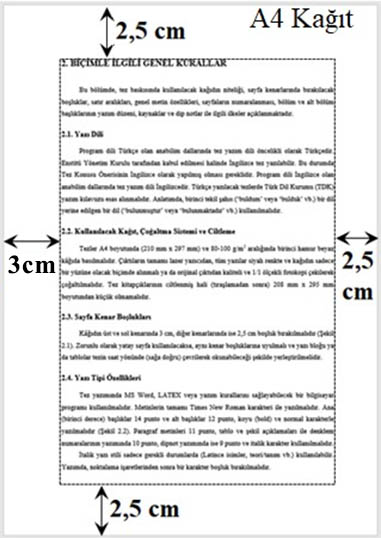 A4 Kağıt
2,5 cm
2. BİÇİMLE İLGİLİ GENEL KURALLAR
Bu bölümde, tez baskısında kullanılacak kağıdın niteliği, sayfa kenarlarında bırakılacak
boşluklar, satır aralıkları, genel metin özellikleri, sayfaların numaralanması, bölüm ve alt bölüm
başlıklarının yazım düzeni, kaynaklar ve dip notlar ile ilgili ilkeler açıklanmaktadır.
2.1. Yazı Dili
Program dili Türkçe olan anabilim dallarında tez yazım dili öncelikli olarak Türkçedir.
Enstitü Yönetim Kurulu tarafından kabul edilmesi halinde İngilizce tez yazılabilir. Bu durumda
Tez Konusu Önerisinin İngilizce olarak yapılmış olması gereklidir. Program dili İngilizce olan
anabilim dallarında tez yazım dili İngilizcedir. Türkçe yazılacak tezlerde Türk Dil Kurumu (TDK)
yazım kılavuzu esas alınmalıdır. Anlatımda, birinci tekil şahıs ('buldum' veya 'bulduk' vb.) bir dil
yerine edilgen bir dil ('bulunmuştur' veya 'bulunmaktadır' vb.) kullanılmalıdır.
2.2. Kullanılacak Kağıt, Çoğaltma Sistemi ve Ciltleme
Tezler A4 boyutunda (210 mm x 297 mm) ve 80-100 g/m² aralığında birinci hamur beyaz
kâğıda basılmalıdır. Çıktıların tamamı lazer yazıcıdan, tüm yazılar siyah renkte ve kağıdın sadece
bir yüzüne olacak biçimde alınmalı ya da orijinal çıktıdan kaliteli ve 1/1 ölçekli fotokopi çekilerek
çoğaltılmalıdır. Tez kitapçıklarının ciltlenmiş hali (tıraşlamadan sonra) 208 mm x 295 mm
boyutundan küçük olmamalıdır.
3cm
2,5
cm
2.3. Sayfa Kenar Boşlukları
Kâğıdın üst ve sol kenarında 3 cm, diğer kenarlarında ise 2,5 cm boşluk bırakılmalıdır (Şekil
2.1). Zorunlu olarak yatay sayfa kullanılacaksa, aynı kenar boşluklarına uyulmalı ve yazı bloğu ya
da tablolar tezin saat yönünde (sağa doğru) çevrilerek okunabileceği şekilde yerleştirilmelidir.
2.4. Yazı Tipi Özellikleri
Tez yazımında MS Word, LATEX veya yazım kurallarını sağlayabilecek bir bilgisayar
programı kullanılmalıdır. Metinlerin tamamı Times New Roman karakteri ile yazılmalıdır. Ana
(birinci derece) başlıklar 14 punto ve alt başlıklar 12 punto, koyu (bold) ve normal karakterle
yazılmalıdır (Şekil 2.2). Paragraf metinleri 11 punto, tablo ve şekil açıklamaları ile denklem
numaralarının yazımında 10 punto, dipnot yazımında ise 9 punto ve italik karakter kullanılmalıdır.
İtalik yazı stili sadece gerekli durumlarda (Latince isimler, teori/tanım vb.) kullanılabilir.
Yazımda, noktalama işaretlerinden sonra bir karakter boşluk bırakılmalıdır.
2,5 cm